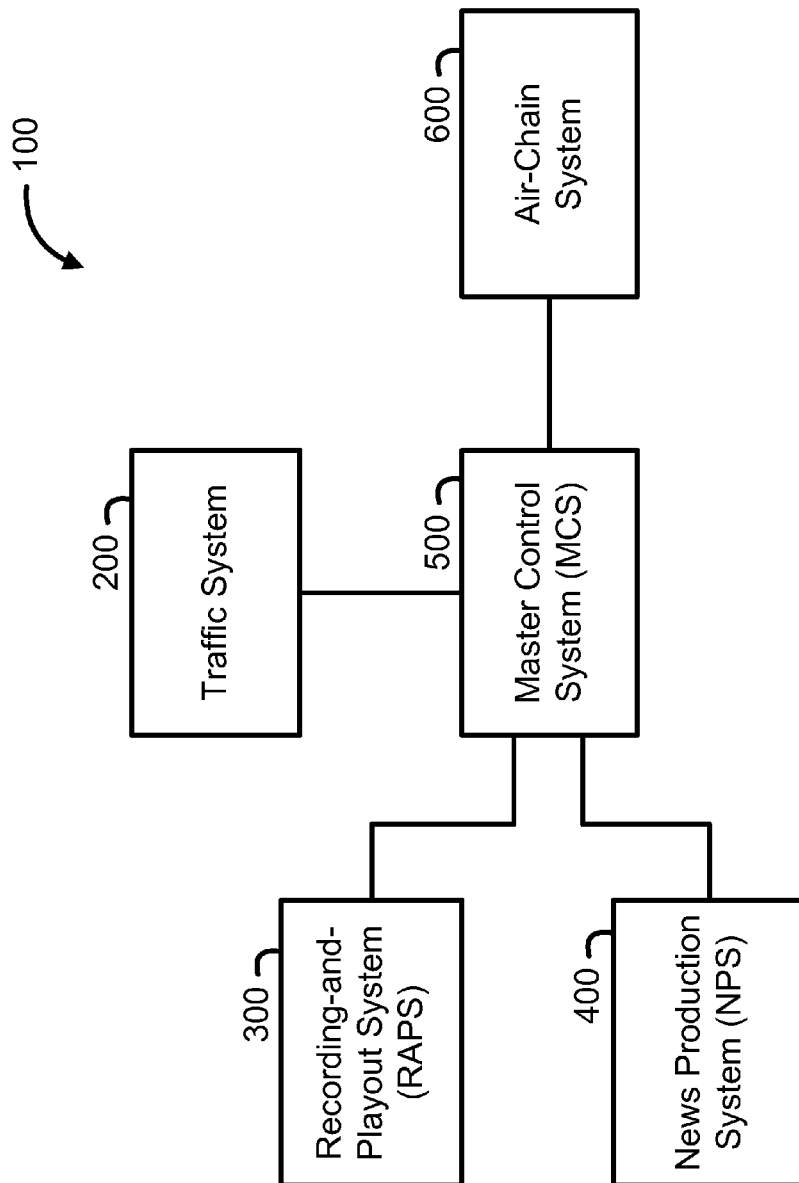 100
200
Traffic System
300
Recording-and-
Playout System
(RAPS)
500
Master Control
System (MCS)
600
Air-Chain
System
400
News Production
System (NPS)